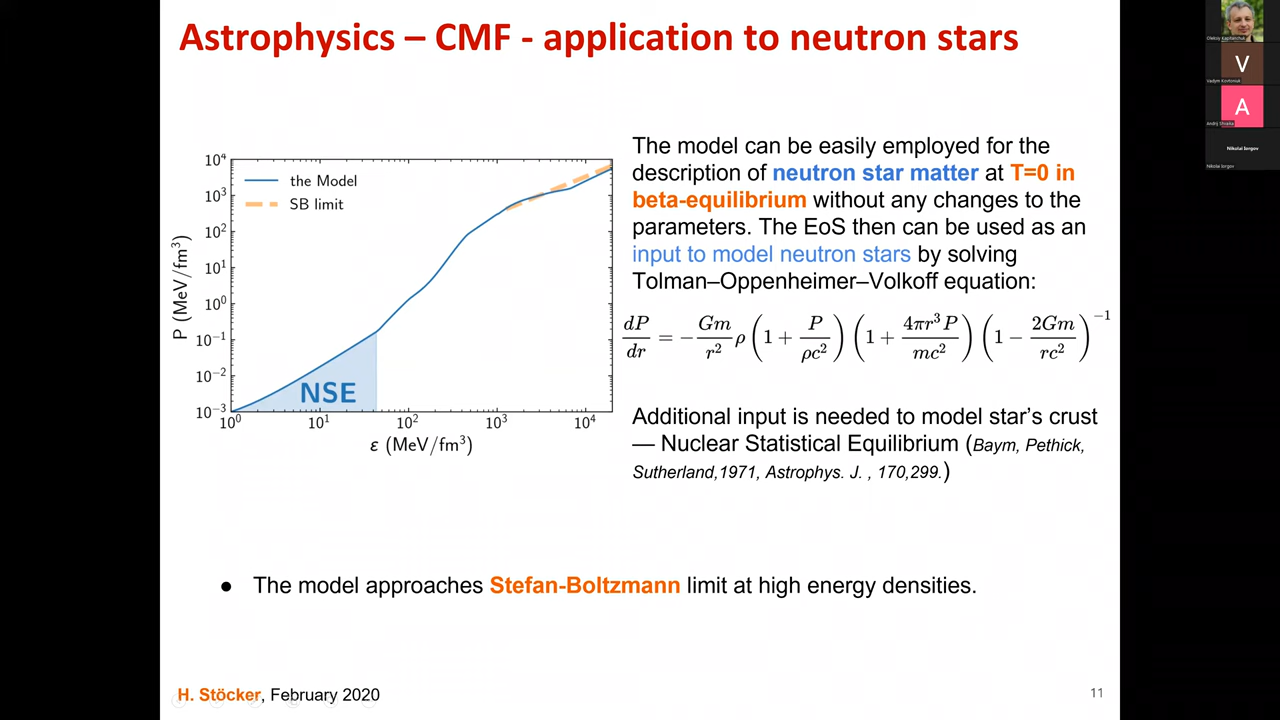 Astrophysics – CMF - application to neutron stars
Oleksiy Kapitanchuk
V
A
Nikolai Iorgov
Nikolai Iorgov
10⁴
10³
10²
10¹
10⁰
10⁻¹
10⁻²
10⁻³
P (MeV/fm³)
the Model
SB limit
NSE
10⁰ 10¹ 10² 10³ 10⁴
ε (MeV/fm³)
The model can be easily employed for the
description of neutron star matter at T=0 in
beta-equilibrium without any changes to the
parameters. The EoS then can be used as an
input to model neutron stars by solving
Tolman–Oppenheimer–Volkoff equation:
dP/dr = −Gm/r² ρ (1 + P/ρc²) (1 + 4πr³P/mc²) (1 − 2Gm/rc²)⁻¹
Additional input is needed to model star’s crust
— Nuclear Statistical Equilibrium (Baym, Pethick,
Sutherland,1971, Astrophys. J. , 170,299.)
● The model approaches Stefan-Boltzmann limit at high energy densities.
H. Stöcker, February 2020
11